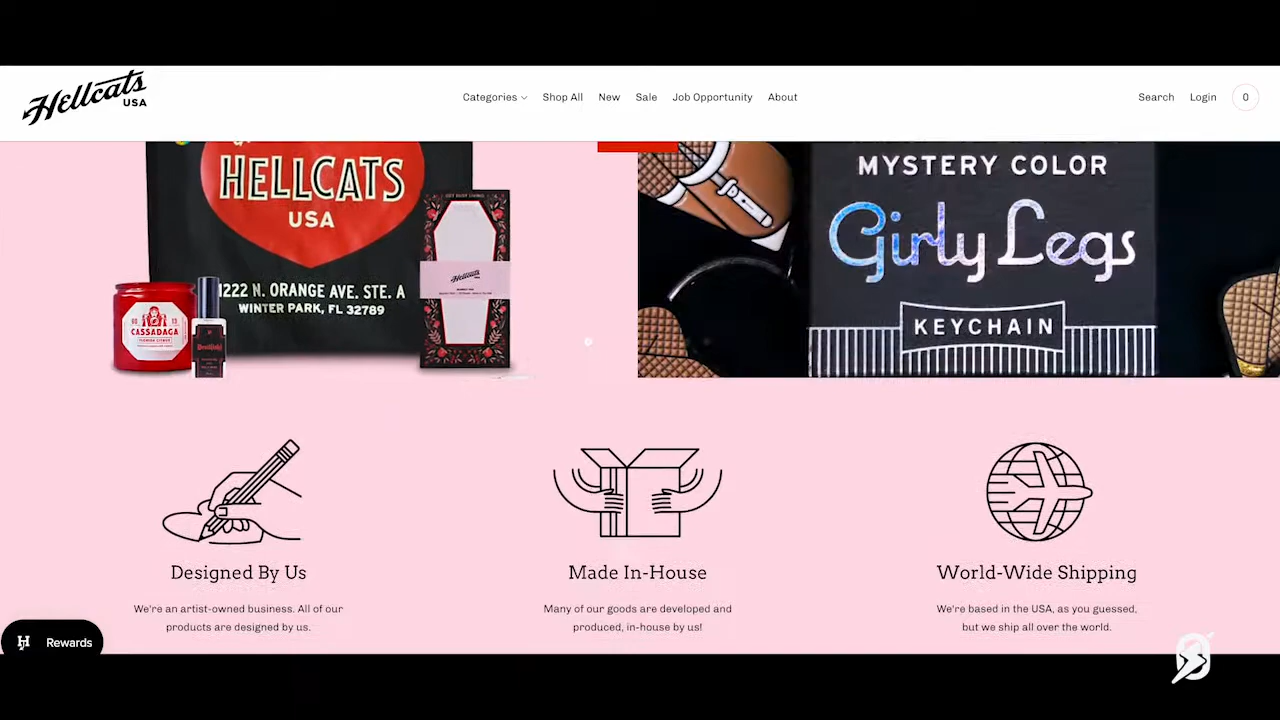 Hellcats
USA
Categories
Shop All
New
Sale
Job Opportunity
About
Search
Login
0
HELLCATS
USA
1222 N. ORANGE AVE. STE. A
WINTER PARK, FL 32789
CASSADAGA
Hellcats
MYSTERY COLOR
Girly Legs
KEYCHAIN
Designed By Us
We're an artist-owned business. All of our
products are designed by us.
Made In-House
Many of our goods are developed and
produced, in-house by us!
World-Wide Shipping
We're based in the USA, as you guessed,
but we ship all over the world.
Rewards